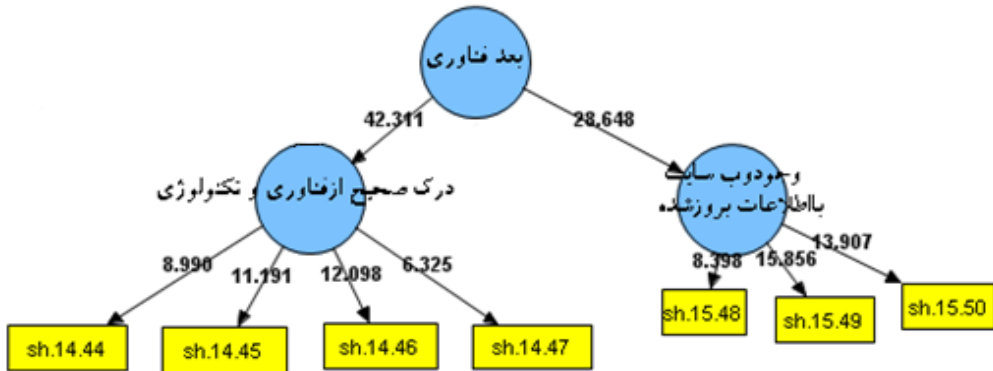 بعد فناوری
42.311
28.648
درک صحیح ازفناوری و تکنولوژی
وجودوب سایت
بااطلاعات بروزشده
8.990
11.191
12.098
6.325
8.398
15.856
13.907
sh.14.44
sh.14.45
sh.14.46
sh.14.47
sh.15.48
sh.15.49
sh.15.50